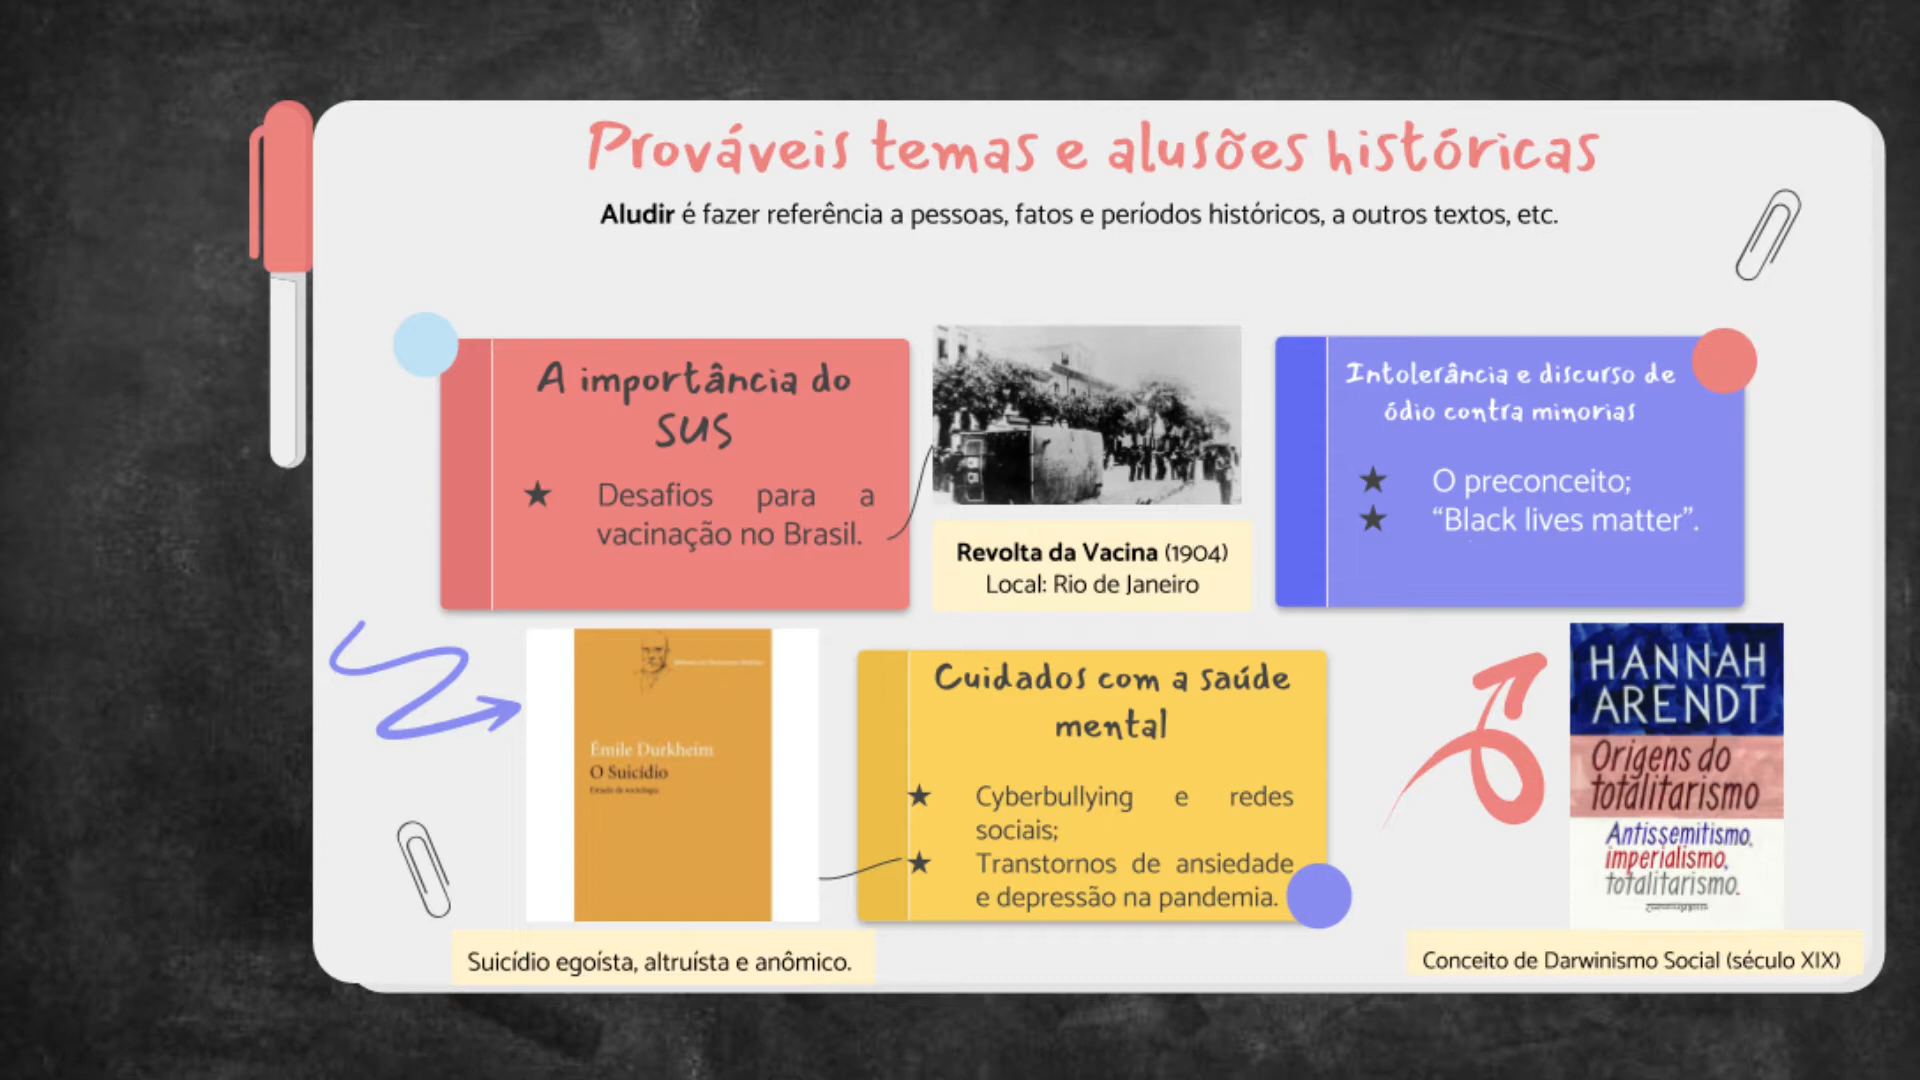 Prováveis temas e alusões históricas
Aludir é fazer referência a pessoas, fatos e períodos históricos, a outros textos, etc.
A importância do
SUS
★ Desafios para a
vacinação no Brasil.
Revolta da Vacina (1904)
Local: Rio de Janeiro
Intolerância e discurso de
ódio contra minorias
★ O preconceito;
★ “Black lives matter”.
Émile Durkheim
O Suicídio
Estudo de sociologia
Suicídio egoísta, altruísta e anômico.
Cuidados com a saúde
mental
★ Cyberbullying e redes
sociais;
★ Transtornos de ansiedade
e depressão na pandemia.
HANNAH
ARENDT
Origens do
totalitarismo
Antissemitismo,
imperialismo,
totalitarismo.
Conceito de Darwinismo Social (século XIX)